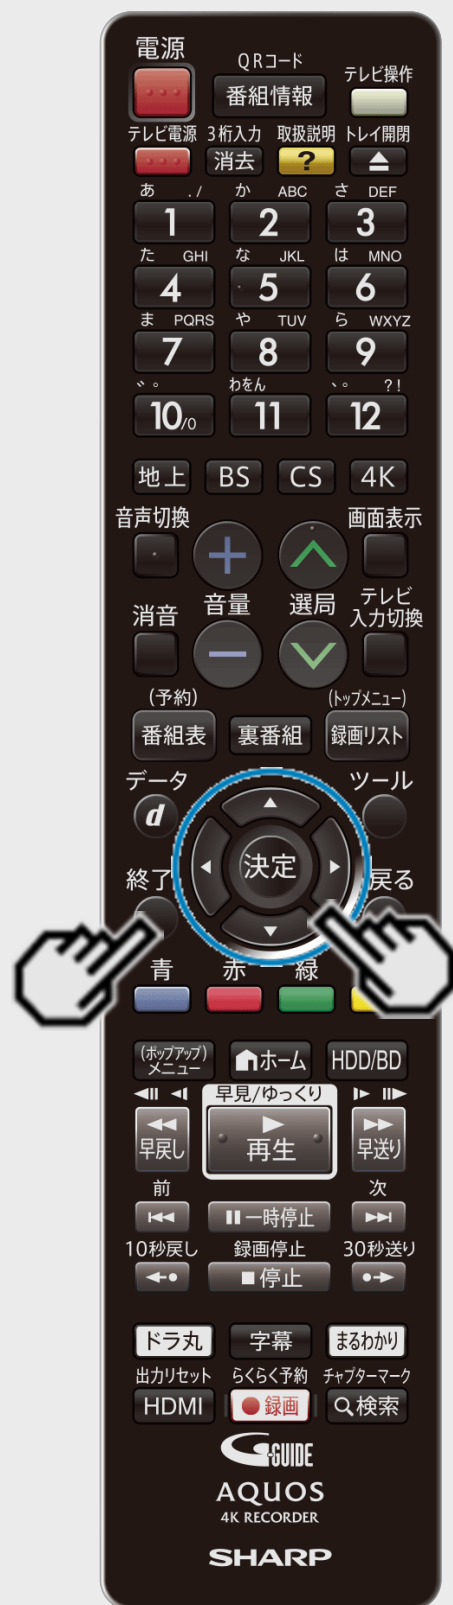 電源
QRコード
番組情報
テレビ操作
テレビ電源 3桁入力 取扱説明 トレイ開閉
消去 ?
あ ./ か ABC さ DEF
1 2 3
た GHI な JKL は MNO
4 5 6
ま PQRS や TUV ら WXYZ
7 8 9
゛゜ わをん 、。 ?!
10/0 11 12
地上 BS CS 4K
音声切換 画面表示
消音 音量 選局 テレビ
入力切換
(予約) (トップメニュー)
番組表 裏番組 録画リスト
データ ツール
d
決定
終了 戻る
青 赤 緑
(ポップアップ)
メニュー ホーム HDD/BD
早見/ゆっくり
早戻し 再生 早送り
前 次
一時停止
10秒戻し 録画停止 30秒送り
停止
ドラ丸 字幕 まるわかり
出力リセット らくらく予約 チャプターマーク
HDMI 録画 検索
G-GUIDE
AQUOS
4K RECORDER
SHARP